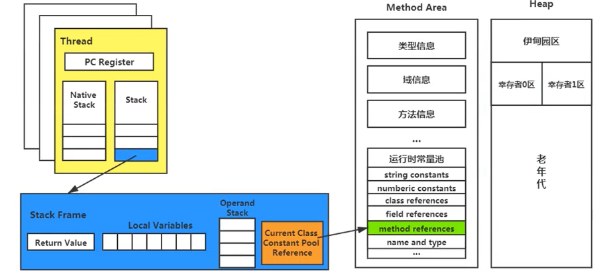 Thread
PC Register
Native
Stack
Stack
Stack Frame
Return Value
Local Variables
Operand
Stack
Current Class
Constant Pool
Reference
Method Area
类型信息
域信息
方法信息
...
运行时常量池
string constants
numberic constants
class references
field references
method references
name and type
...
Heap
伊甸园区
幸存者0区
幸存者1区
老
年
代